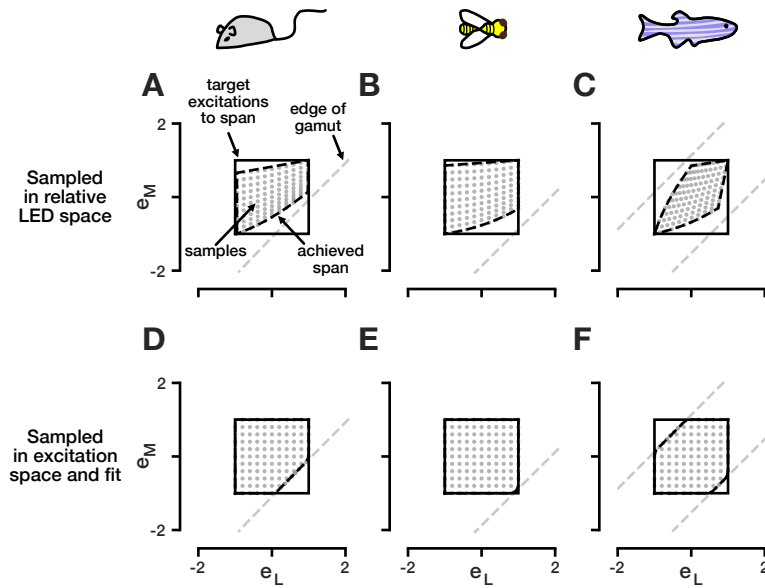 A
B
C
target
excitations
to span
edge of
gamut
Sampled
in relative
LED space
2
e_M
-2
samples
achieved
span
D
E
F
Sampled
in excitation
space and fit
2
e_M
-2
-2
2
e_L
-2
2
e_L
-2
2
e_L